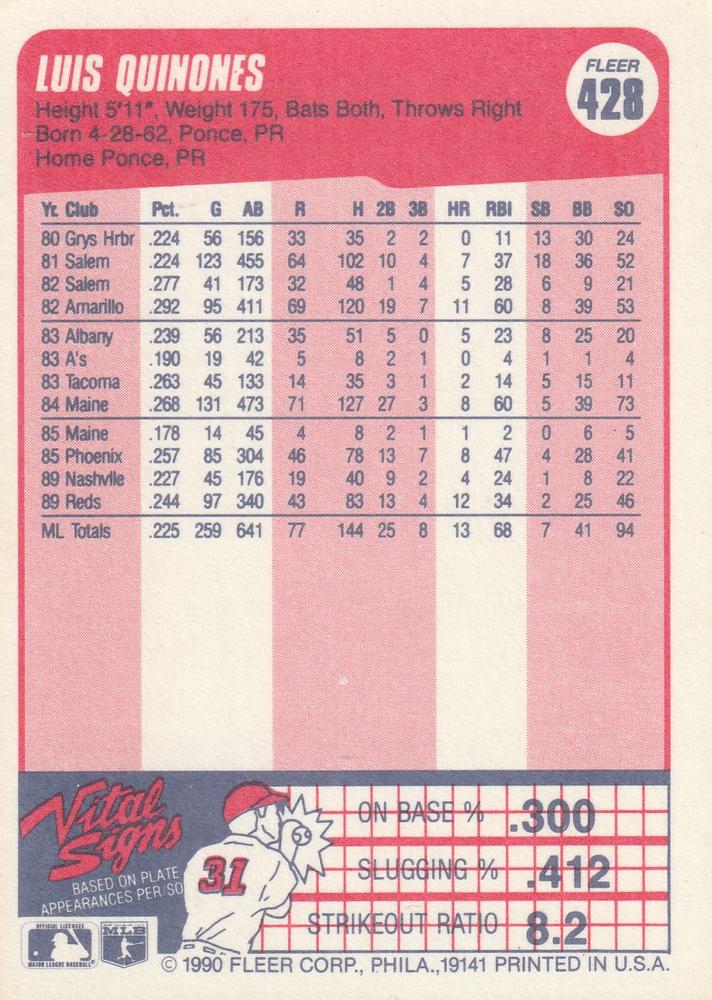 LUIS QUINONES
FLEER
428
Height 5'11", Weight 175, Bats Both, Throws Right
Born 4-28-62, Ponce, PR
Home Ponce, PR
Yr. Club Pct. G AB R H 2B 3B HR RBI SB BB SO
80 Grys Hrbr .224 56 156 33 35 2 2 0 11 13 30 24
81 Salem .224 123 455 64 102 10 4 7 37 18 36 52
82 Salem .277 41 173 32 48 1 4 5 28 6 9 21
82 Amarillo .292 95 411 69 120 19 7 11 60 8 39 53
83 Albany .239 56 213 35 51 5 0 5 23 8 25 20
83 A's .190 19 42 5 8 2 1 0 4 1 1 4
83 Tacoma .263 45 133 14 35 3 1 2 14 5 15 11
84 Maine .268 131 473 71 127 27 3 8 60 5 39 73
85 Maine .178 14 45 4 8 2 1 1 2 0 6 5
85 Phoenix .257 85 304 46 78 13 7 8 47 4 28 41
89 Nashvlle .227 45 176 19 40 9 2 4 24 1 8 22
89 Reds .244 97 340 43 83 13 4 12 34 2 25 46
ML Totals .225 259 641 77 144 25 8 13 68 7 41 94
Vital
Signs
BASED ON PLATE
APPEARANCES PER/SO
31
ON BASE % .300
SLUGGING % .412
STRIKEOUT RATIO 8.2
OFFICIAL LICENSEE
MAJOR LEAGUE BASEBALL
MLB
© 1990 FLEER CORP., PHILA.,19141 PRINTED IN U.S.A.